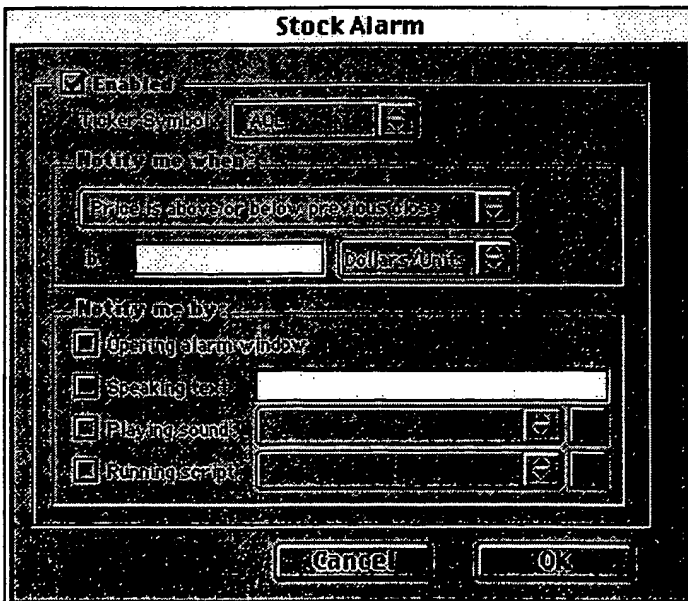 Stock Alarm
Enabled
Ticker Symbol: AOL
Notify me when:
Price is above or below previous close
by Dollars/Units
Notify me by:
Opening alarm window
Speaking text
Playing sound:
Running script
Cancel OK